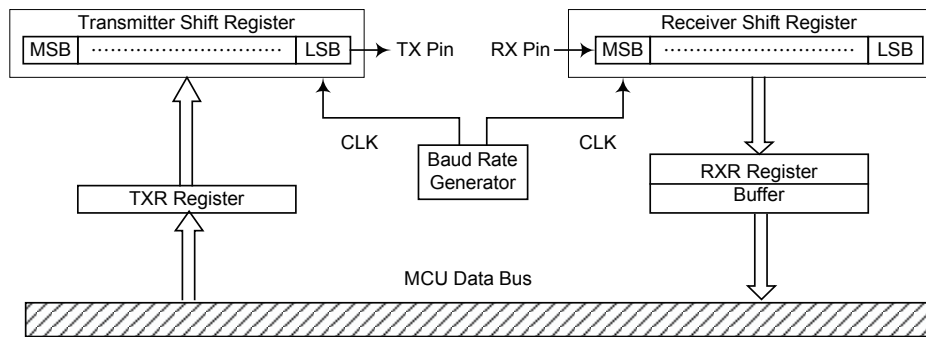 Transmitter Shift Register
MSB ............................... LSB
TX Pin
RX Pin
Receiver Shift Register
MSB ............................... LSB
CLK
CLK
Baud Rate
Generator
TXR Register
RXR Register
Buffer
MCU Data Bus